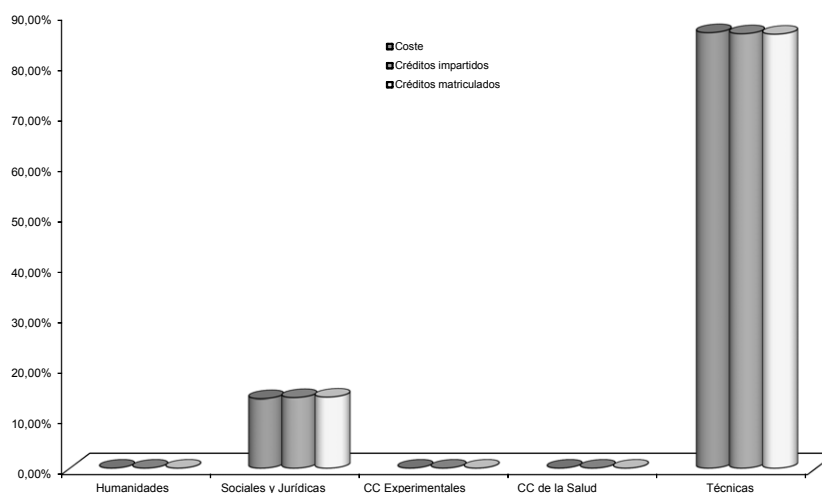 90,00%
Coste
Créditos impartidos
80,00%
Créditos matriculados
70,00%
60,00%
50,00%
40,00%
30,00%
20,00%
10,00%
0,00%
Humanidades Sociales y Jurídicas CC Experimentales CC de la Salud Técnicas